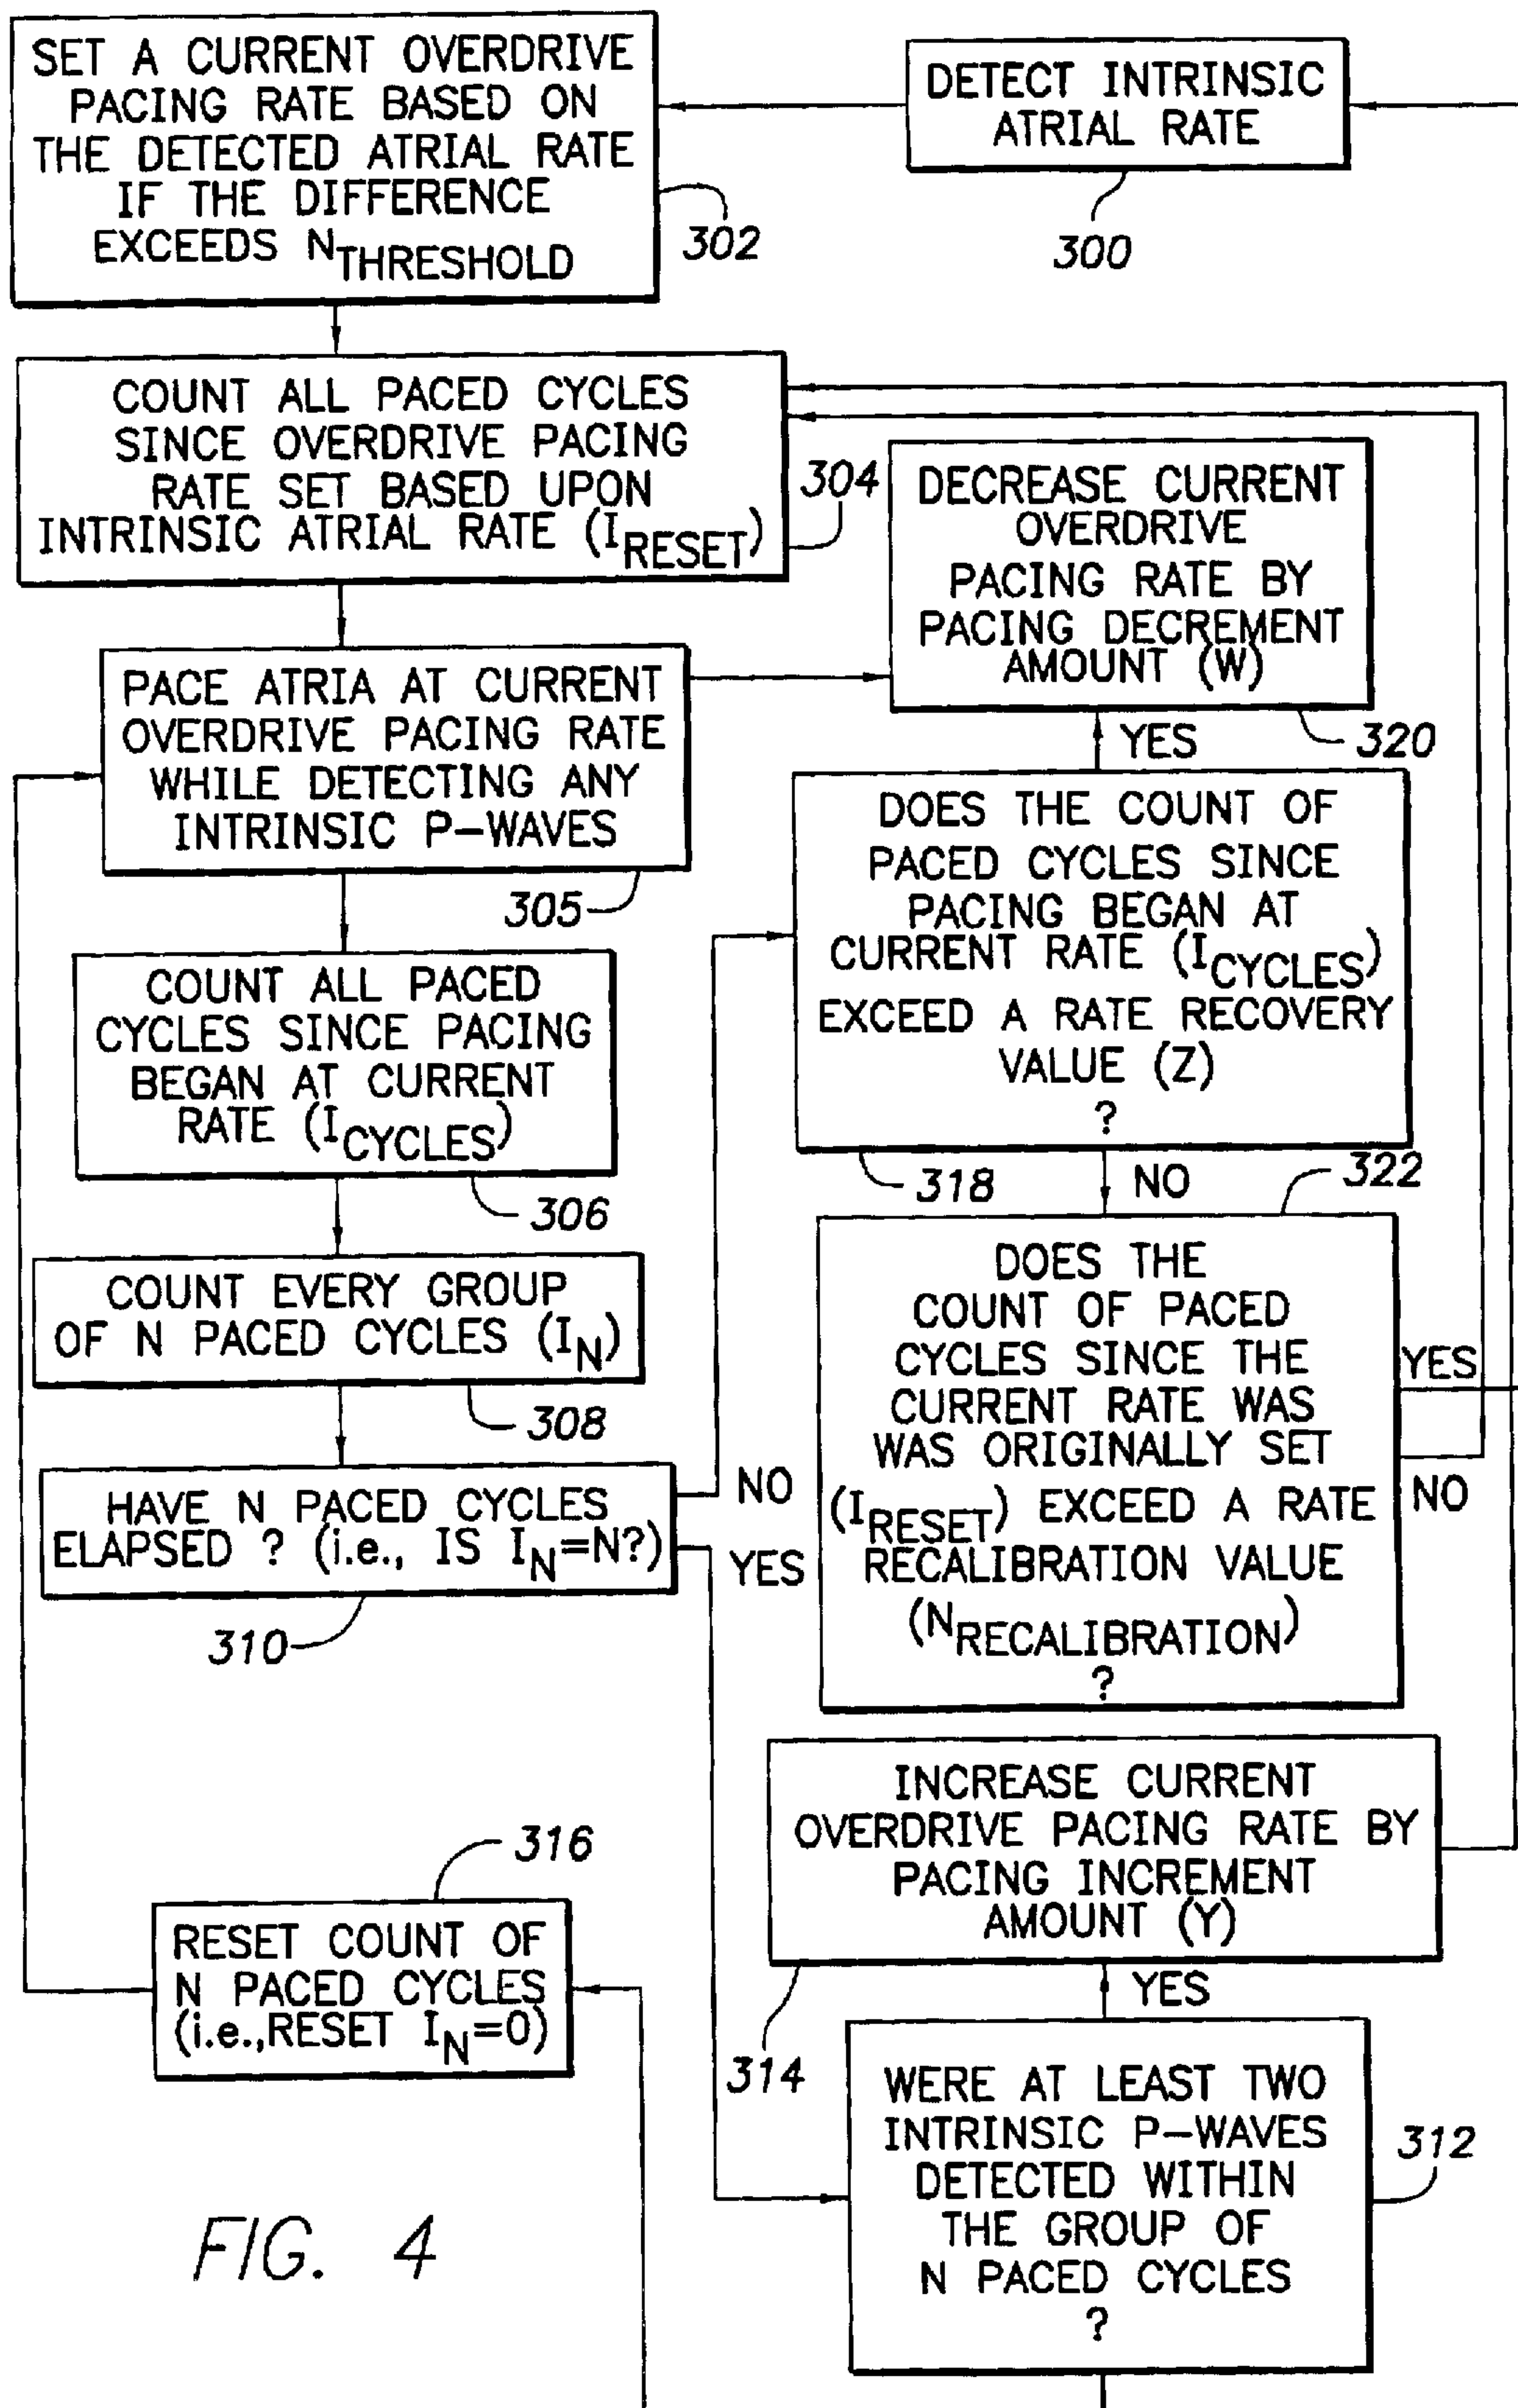 SET A CURRENT OVERDRIVE
PACING RATE BASED ON
THE DETECTED ATRIAL RATE
IF THE DIFFERENCE
EXCEEDS NTHRESHOLD
302
DETECT INTRINSIC
ATRIAL RATE
300
COUNT ALL PACED CYCLES
SINCE OVERDRIVE PACING
RATE SET BASED UPON
INTRINSIC ATRIAL RATE (IRESET)
304
DECREASE CURRENT
OVERDRIVE
PACING RATE BY
PACING DECREMENT
AMOUNT (W)
320
YES
PACE ATRIA AT CURRENT
OVERDRIVE PACING RATE
WHILE DETECTING ANY
INTRINSIC P-WAVES
305
DOES THE COUNT OF
PACED CYCLES SINCE
PACING BEGAN AT
CURRENT RATE (ICYCLES)
EXCEED A RATE RECOVERY
VALUE (Z)
?
318
NO
322
COUNT ALL PACED
CYCLES SINCE PACING
BEGAN AT CURRENT
RATE (ICYCLES)
306
COUNT EVERY GROUP
OF N PACED CYCLES (IN)
308
HAVE N PACED CYCLES
ELAPSED ? (i.e., IS IN=N?)
NO
YES
310
DOES THE
COUNT OF PACED
CYCLES SINCE THE
CURRENT RATE WAS
WAS ORIGINALLY SET
(IRESET) EXCEED A RATE
RECALIBRATION VALUE
(NRECALIBRATION)
?
YES
NO
INCREASE CURRENT
OVERDRIVE PACING RATE BY
PACING INCREMENT
AMOUNT (Y)
314
YES
316
RESET COUNT OF
N PACED CYCLES
(i.e.,RESET IN=0)
WERE AT LEAST TWO
INTRINSIC P-WAVES
DETECTED WITHIN
THE GROUP OF
N PACED CYCLES
?
312
FIG. 4